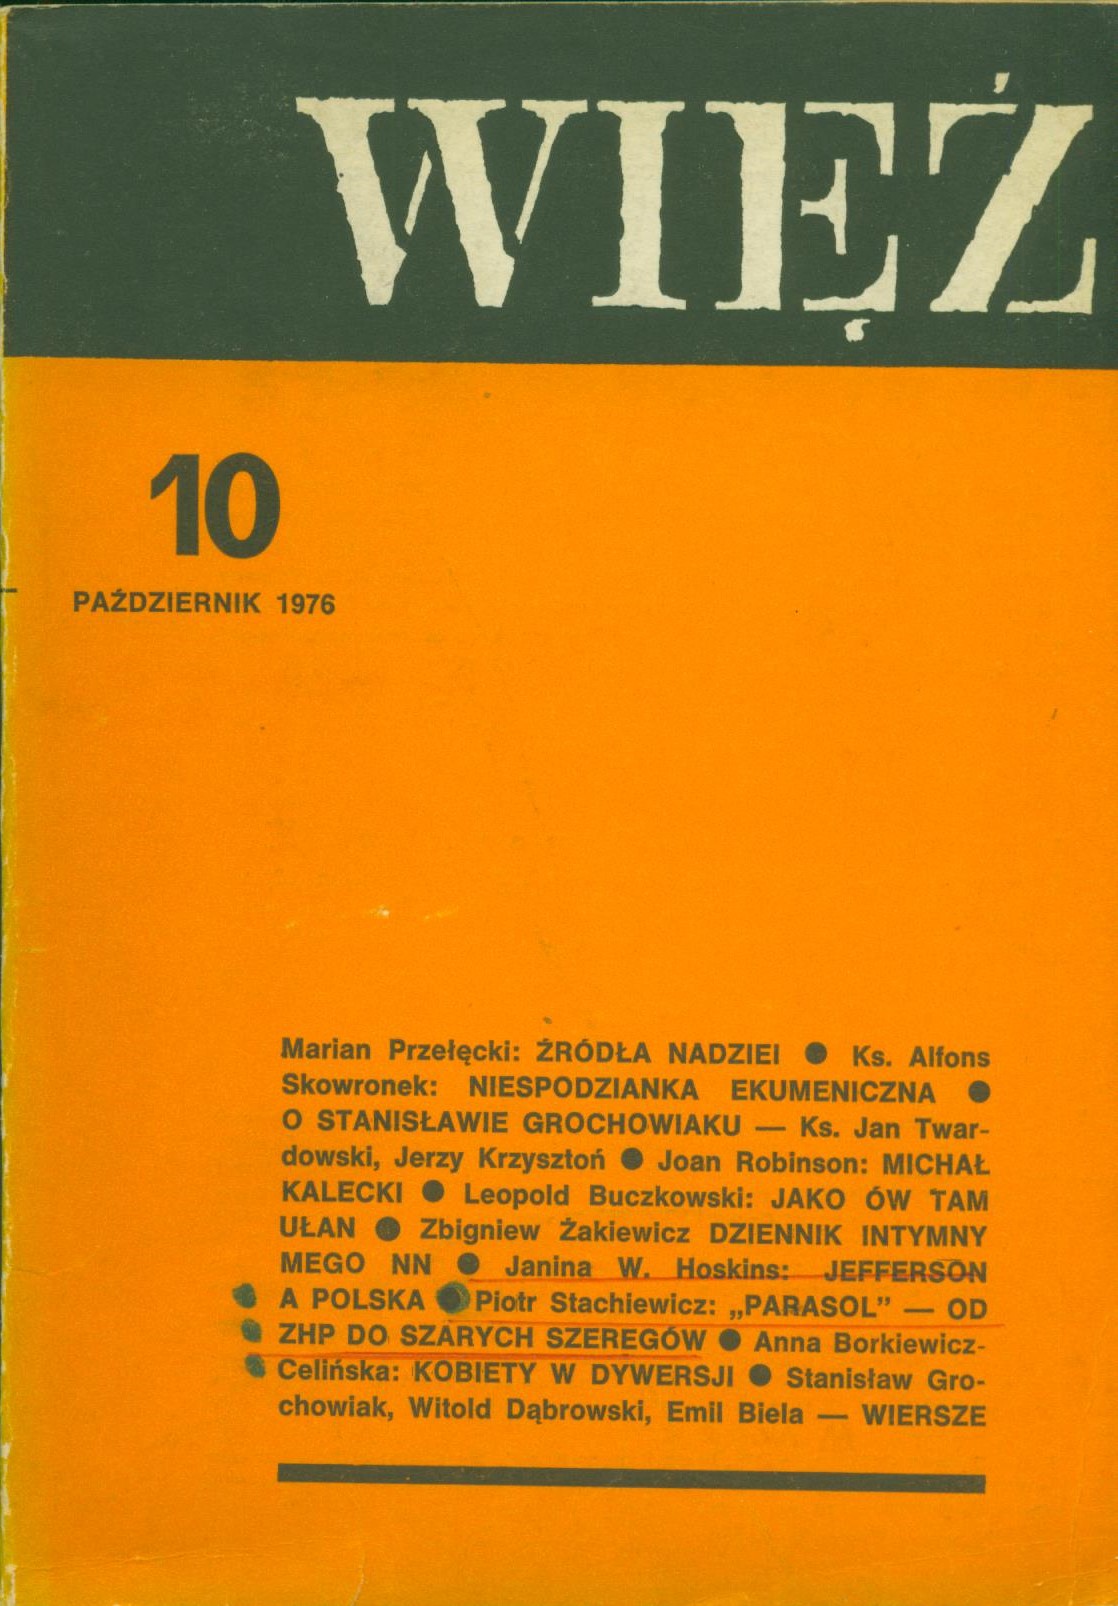 WIĘŹ
10
PAŹDZIERNIK 1976
Marian Przełęcki: ŹRÓDŁA NADZIEI ● Ks. Alfons
Skowronek: NIESPODZIANKA EKUMENICZNA ●
O STANISŁAWIE GROCHOWIAKU — Ks. Jan Twar-
dowski, Jerzy Krzysztoń ● Joan Robinson: MICHAŁ
KALECKI ● Leopold Buczkowski: JAKO ÓW TAM
UŁAN ● Zbigniew Żakiewicz DZIENNIK INTYMNY
MEGO NN ● Janina W. Hoskins: JEFFERSON
A POLSKA ● Piotr Stachiewicz: „PARASOL” — OD
ZHP DO SZARYCH SZEREGÓW ● Anna Borkiewicz-
Celińska: KOBIETY W DYWERSJI ● Stanisław Gro-
chowiak, Witold Dąbrowski, Emil Biela — WIERSZE